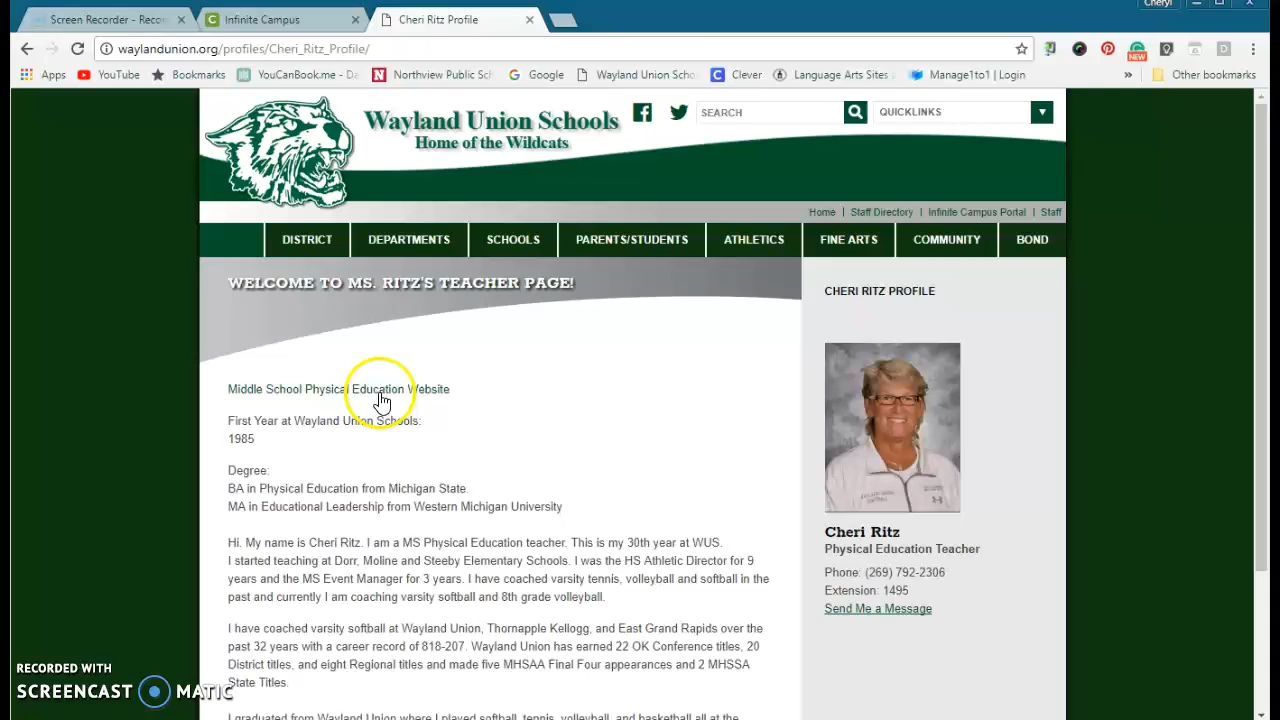 Cheryl
Screen Recorder - Recor
Infinite Campus
Cheri Ritz Profile
waylandunion.org/profiles/Cheri_Ritz_Profile/
NEW
Apps
YouTube
Bookmarks
YouCanBook.me - Da
Northview Public Sch
Google
Wayland Union Scho
Clever
Language Arts Sites
Manage1to1 | Login
»
Other bookmarks
Wayland Union Schools
Home of the Wildcats
SEARCH
QUICKLINKS
Home | Staff Directory | Infinite Campus Portal | Staff
DISTRICT
DEPARTMENTS
SCHOOLS
PARENTS/STUDENTS
ATHLETICS
FINE ARTS
COMMUNITY
BOND
WELCOME TO MS. RITZ'S TEACHER PAGE!
Middle School Physical Education Website
First Year at Wayland Union Schools:
1985
Degree:
BA in Physical Education from Michigan State.
MA in Educational Leadership from Western Michigan University
Hi. My name is Cheri Ritz. I am a MS Physical Education teacher. This is my 30th year at WUS.
I started teaching at Dorr, Moline and Steeby Elementary Schools. I was the HS Athletic Director for 9
years and the MS Event Manager for 3 years. I have coached varsity tennis, volleyball and softball in the
past and currently I am coaching varsity softball and 8th grade volleyball.
I have coached varsity softball at Wayland Union, Thornapple Kellogg, and East Grand Rapids over the
past 32 years with a career record of 818-207. Wayland Union has earned 22 OK Conference titles, 20
District titles, and eight Regional titles and made five MHSAA Final Four appearances and 2 MHSSA
State Titles.
I graduated from Wayland Union where I played softball, tennis, volleyball, and basketball all at the
CHERI RITZ PROFILE
Cheri Ritz
Physical Education Teacher
Phone: (269) 792-2306
Extension: 1495
Send Me a Message
RECORDED WITH
SCREENCAST MATIC